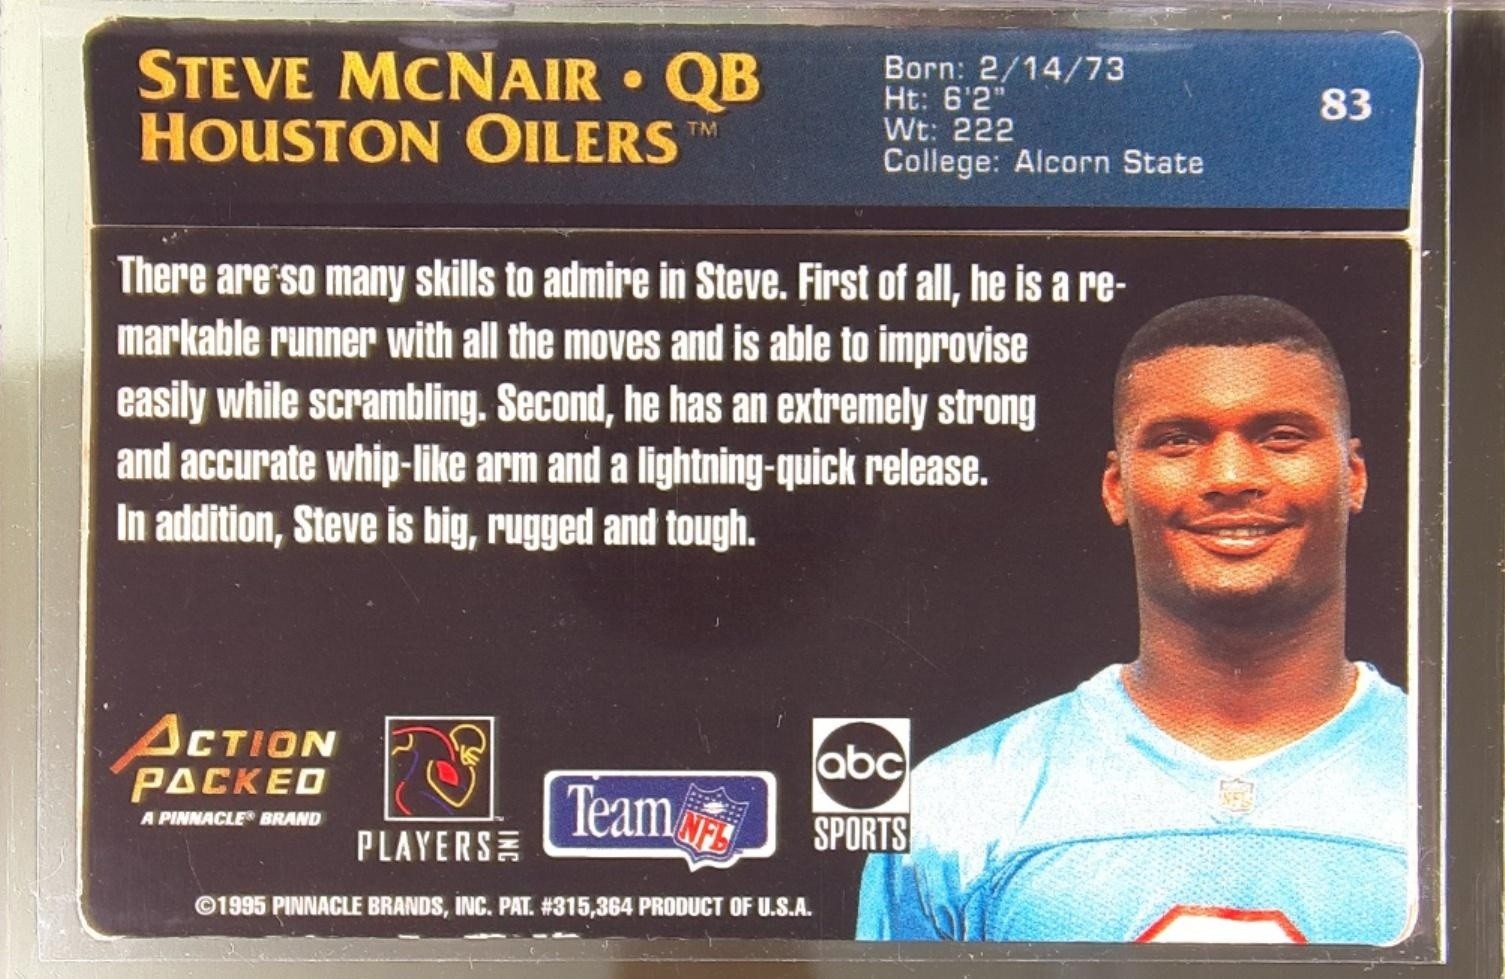 STEVE MCNAIR • QB
HOUSTON OILERS™
Born: 2/14/73
Ht: 6'2"
Wt: 222
College: Alcorn State
83
There are so many skills to admire in Steve. First of all, he is a re-
markable runner with all the moves and is able to improvise
easily while scrambling. Second, he has an extremely strong
and accurate whip-like arm and a lightning-quick release.
In addition, Steve is big, rugged and tough.
ACTION
PACKED
A PINNACLE® BRAND
PLAYERS INC
Team NFL
abc
SPORTS
NFL
©1995 PINNACLE BRANDS, INC. PAT. #315,364 PRODUCT OF U.S.A.